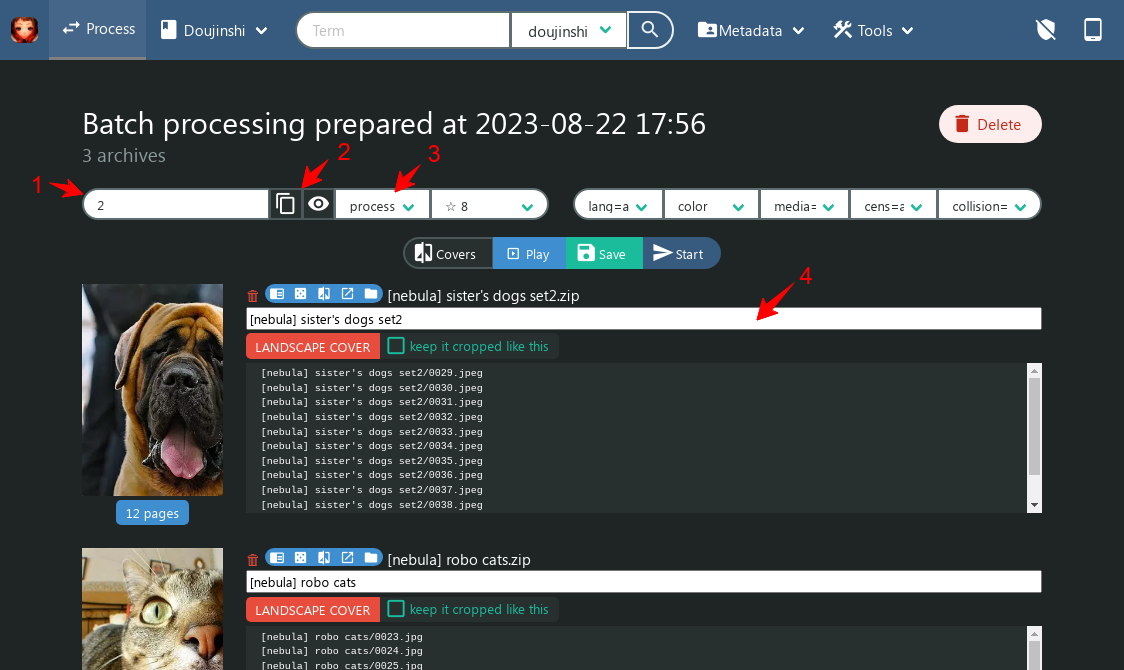 Process Doujinshi Term doujinshi Metadata Tools
Batch processing prepared at 2023-08-22 17:56
Delete
3 archives
1 2 3
2 process ☆ 8 lang=a color media= cens=a collision=
Covers Play Save Start
4
[nebula] sister's dogs set2.zip
[nebula] sister's dogs set2
LANDSCAPE COVER keep it cropped like this
[nebula] sister's dogs set2/0029.jpeg
[nebula] sister's dogs set2/0030.jpeg
[nebula] sister's dogs set2/0031.jpeg
[nebula] sister's dogs set2/0032.jpeg
[nebula] sister's dogs set2/0033.jpeg
[nebula] sister's dogs set2/0034.jpeg
[nebula] sister's dogs set2/0035.jpeg
[nebula] sister's dogs set2/0036.jpeg
[nebula] sister's dogs set2/0037.jpeg
[nebula] sister's dogs set2/0038.jpeg
12 pages
[nebula] robo cats.zip
[nebula] robo cats
LANDSCAPE COVER keep it cropped like this
[nebula] robo cats/0023.jpg
[nebula] robo cats/0024.jpg
[nebula] robo cats/0025.jpg